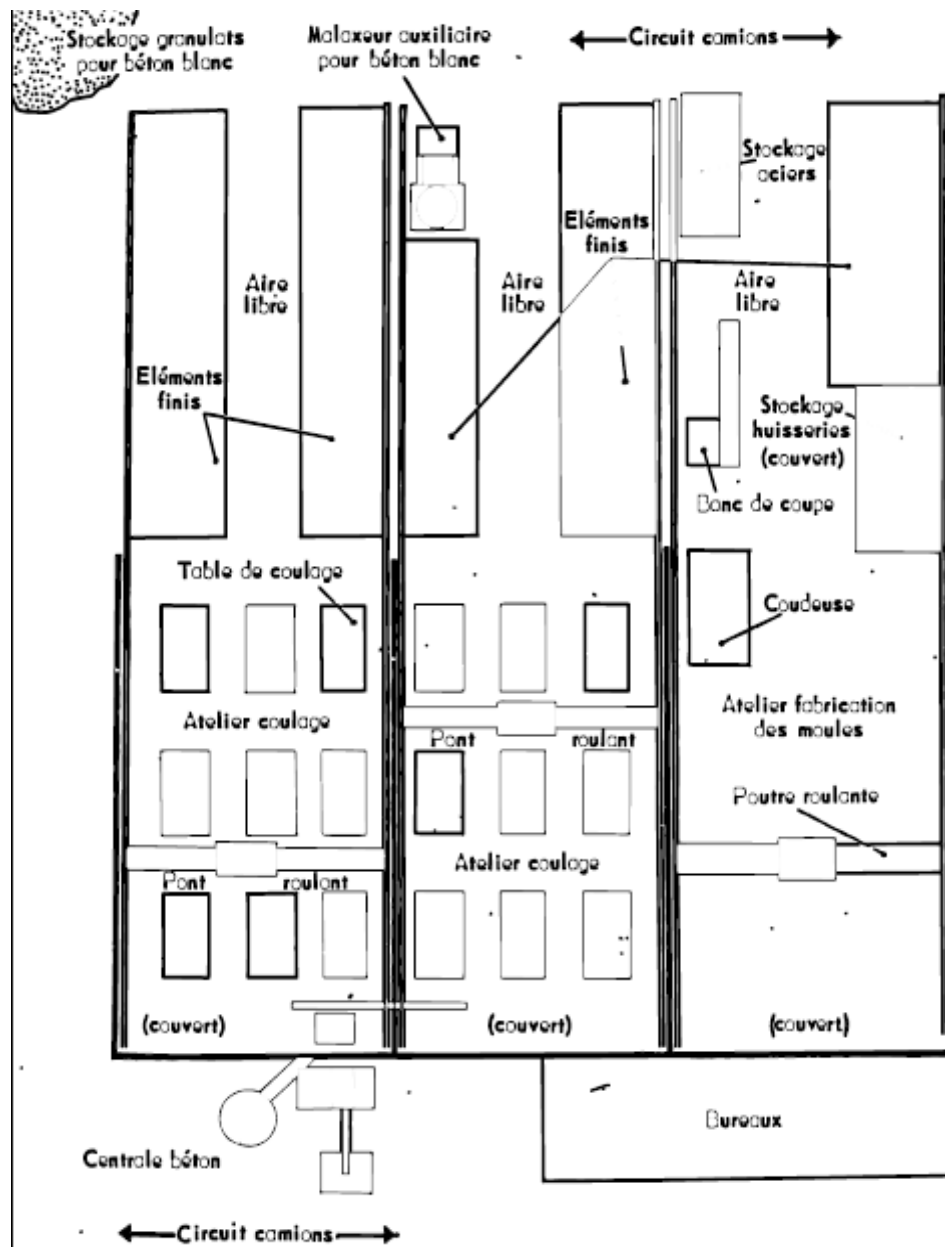 Stockage granulats
pour béton blanc
Malaxeur auxiliaire
pour béton blanc
Circuit camions
Stockage
aciers
Eléments
finis
Aire
libre
Aire
libre
Aire
libre
Eléments
finis
Stockage
huisseries
(couvert)
Banc de coupe
Table de coulage
Coudeuse
Atelier coulage
Atelier fabrication
des moules
Pont roulant
Poutre roulante
Atelier coulage
Pont roulant
(couvert)
(couvert)
(couvert)
Bureaux
Centrale béton
Circuit camions